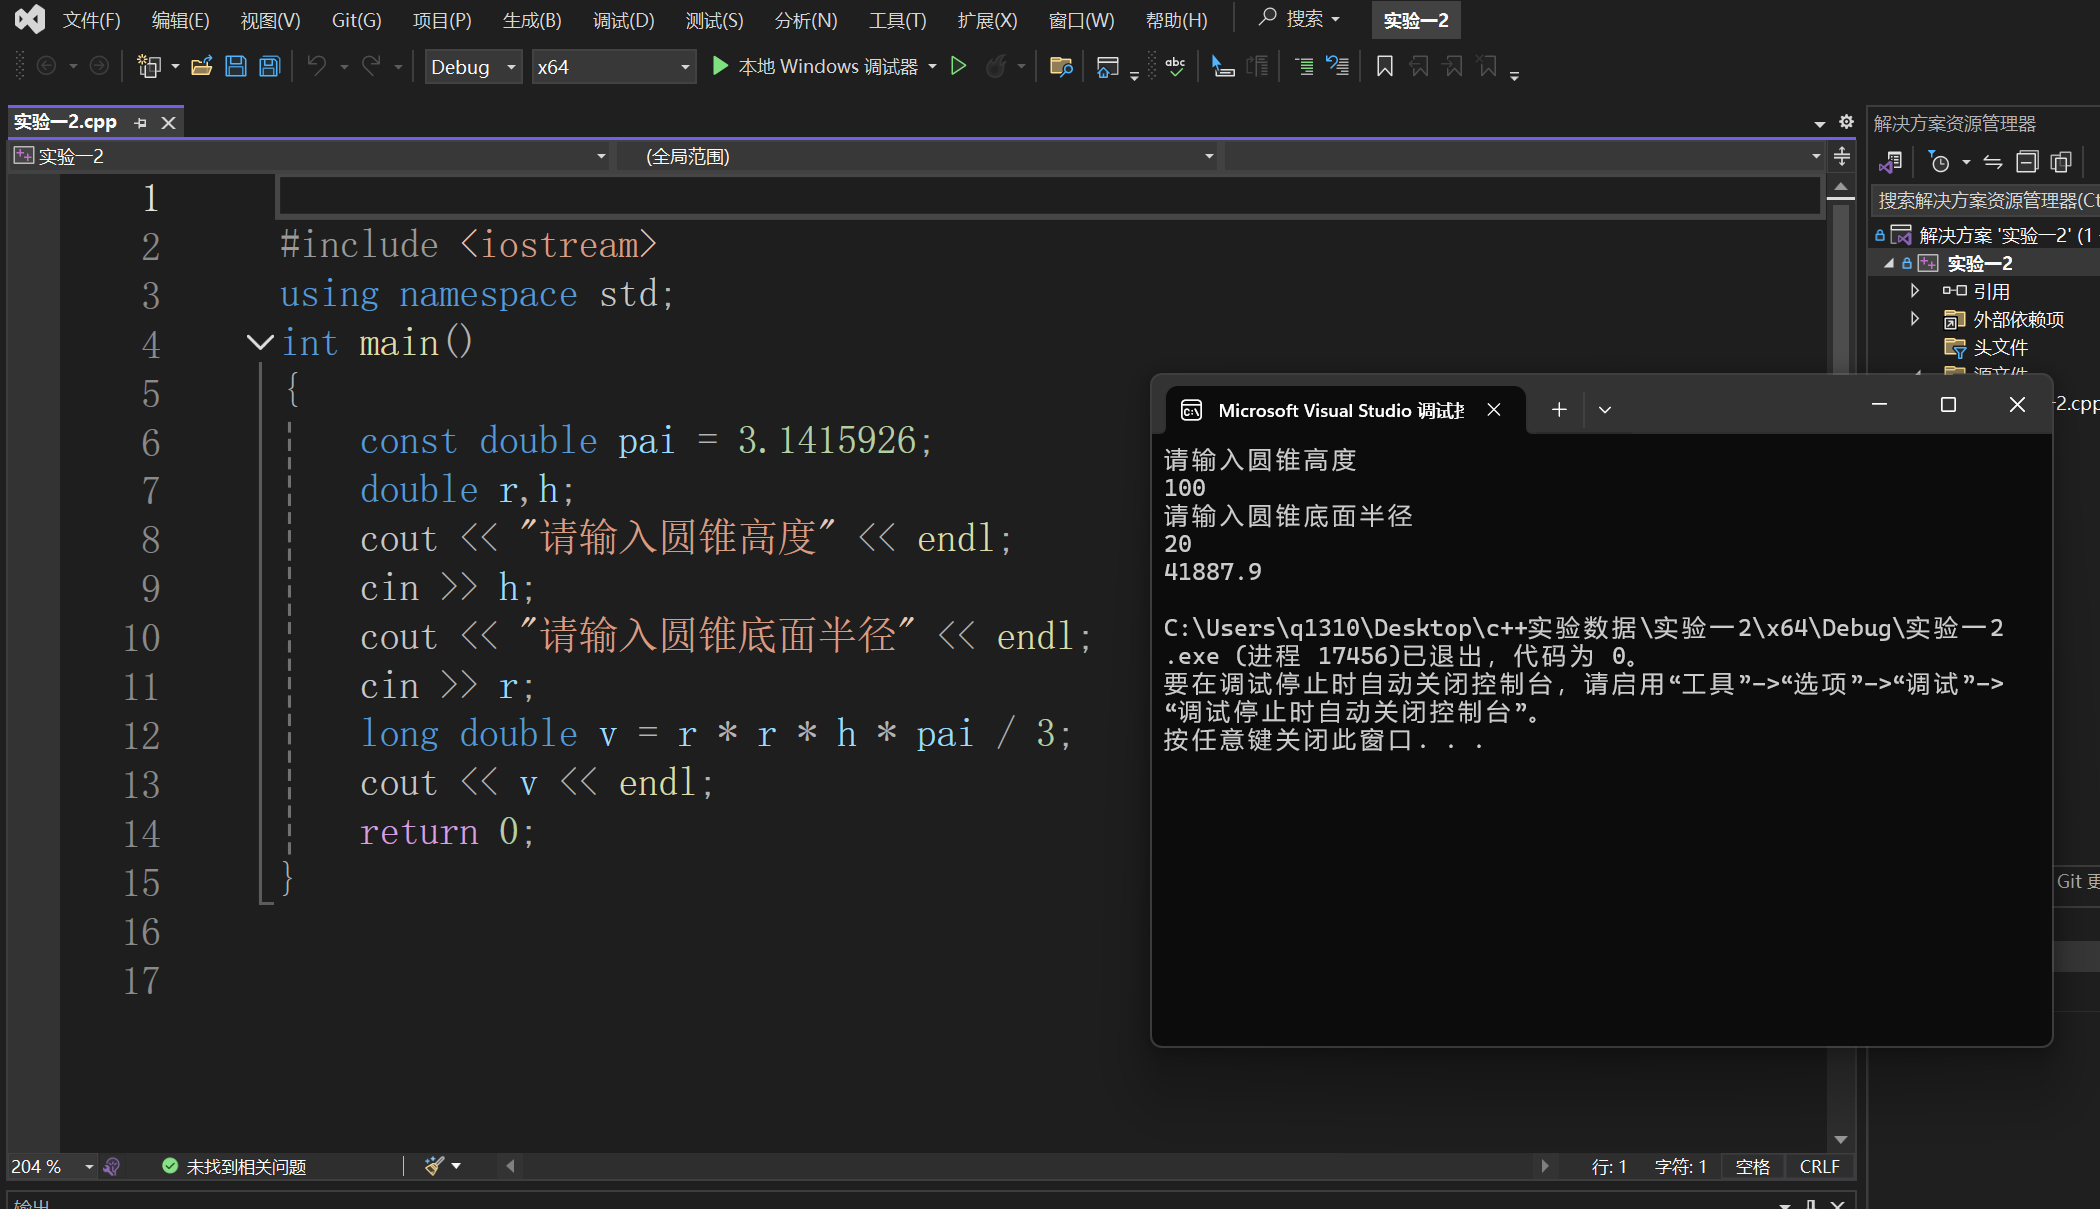 文件(F) 编辑(E) 视图(V) Git(G) 项目(P) 生成(B) 调试(D) 测试(S) 分析(N) 工具(T) 扩展(X) 窗口(W) 帮助(H) 搜索 实验一2
Debug x64 本地 Windows 调试器
实验一2.cpp
实验一2 (全局范围)
1
2 #include <iostream>
3 using namespace std;
4 int main()
5 {
6 const double pai = 3.1415926;
7 double r,h;
8 cout << "请输入圆锥高度" << endl;
9 cin >> h;
10 cout << "请输入圆锥底面半径" << endl;
11 cin >> r;
12 long double v = r * r * h * pai / 3;
13 cout << v << endl;
14 return 0;
15 }
16
17
204 % 未找到相关问题 行: 1 字符: 1 空格 CRLF
输出
解决方案资源管理器
搜索解决方案资源管理器(Ct
解决方案 '实验一2' (1
实验一2
引用
外部依赖项
头文件
源文件
-2.cpp
Git 更
Microsoft Visual Studio 调试控
请输入圆锥高度
100
请输入圆锥底面半径
20
41887.9
C:\Users\q1310\Desktop\c++实验数据\实验一2\x64\Debug\实验一2
.exe (进程 17456)已退出，代码为 0。
要在调试停止时自动关闭控制台，请启用“工具”->“选项”->“调试”->
“调试停止时自动关闭控制台”。
按任意键关闭此窗口. . .